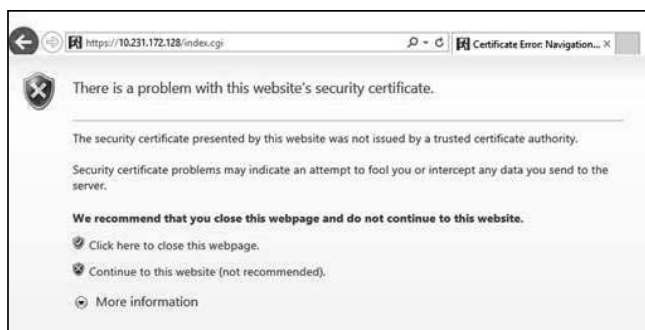 https://10.231.172.128/index.cgi
Certificate Error: Navigation...
There is a problem with this website's security certificate.
The security certificate presented by this website was not issued by a trusted certificate authority.
Security certificate problems may indicate an attempt to fool you or intercept any data you send to the
server.
We recommend that you close this webpage and do not continue to this website.
Click here to close this webpage.
Continue to this website (not recommended).
More information